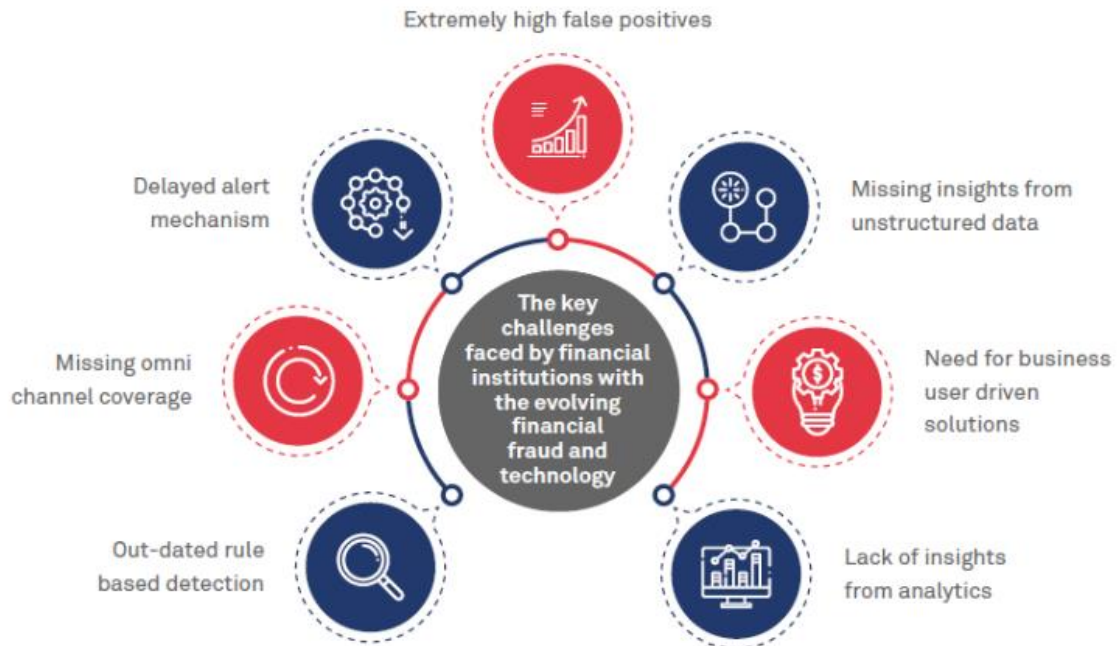 Extremely high false positives
Delayed alert
mechanism
Missing insights from
unstructured data
The key
challenges
faced by financial
institutions with
the evolving
financial
fraud and
technology
Missing omni
channel coverage
Need for business
user driven
solutions
$
Out-dated rule
based detection
Lack of insights
from analytics